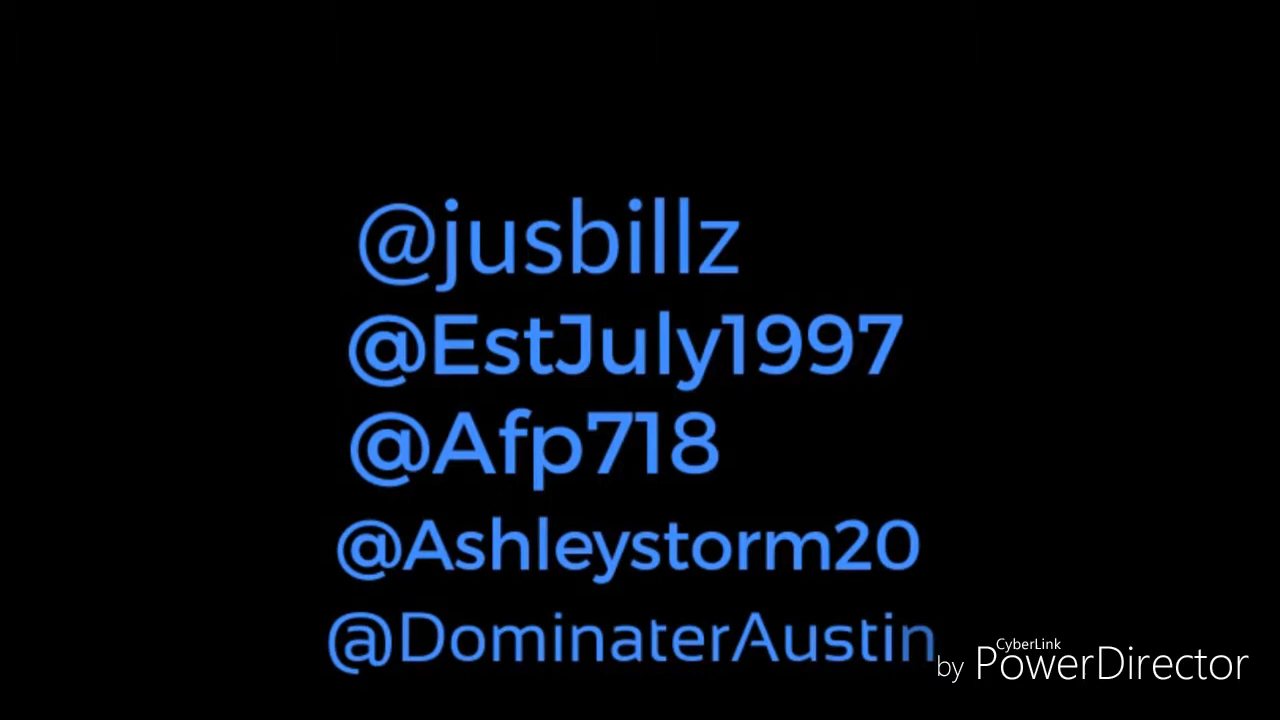 @jusbillz
@EstJuly1997
@Afp718
@Ashleystorm20
@DominaterAustin
CyberLink
by PowerDirector